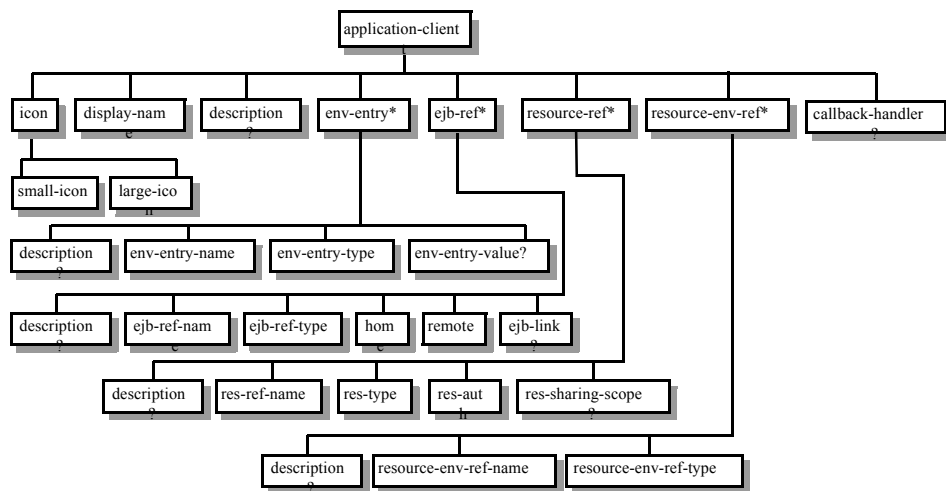 application-client
t
icon
display-nam
e
description
?
env-entry*
ejb-ref*
resource-ref*
resource-env-ref*
callback-handler
?
small-icon
large-ico
n
description
?
env-entry-name
env-entry-type
env-entry-value?
description
?
ejb-ref-nam
e
ejb-ref-type
hom
e
remote
ejb-link
?
description
?
res-ref-name
res-type
res-aut
h
res-sharing-scope
?
description
?
resource-env-ref-name
resource-env-ref-type